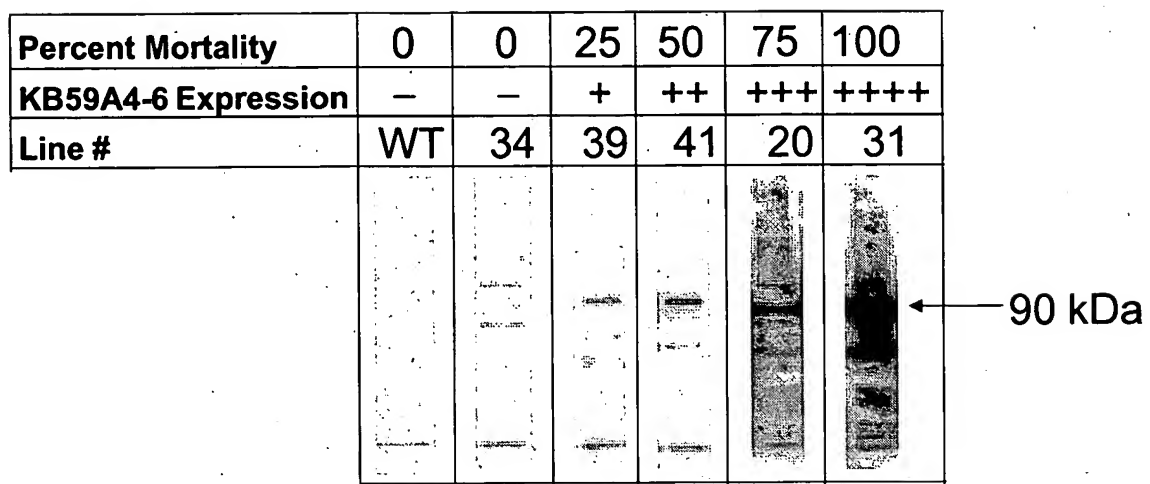 Percent Mortality 0 0 25 50 75 100
KB59A4-6 Expression – – + ++ +++ ++++
Line # WT 34 39 41 20 31
90 kDa